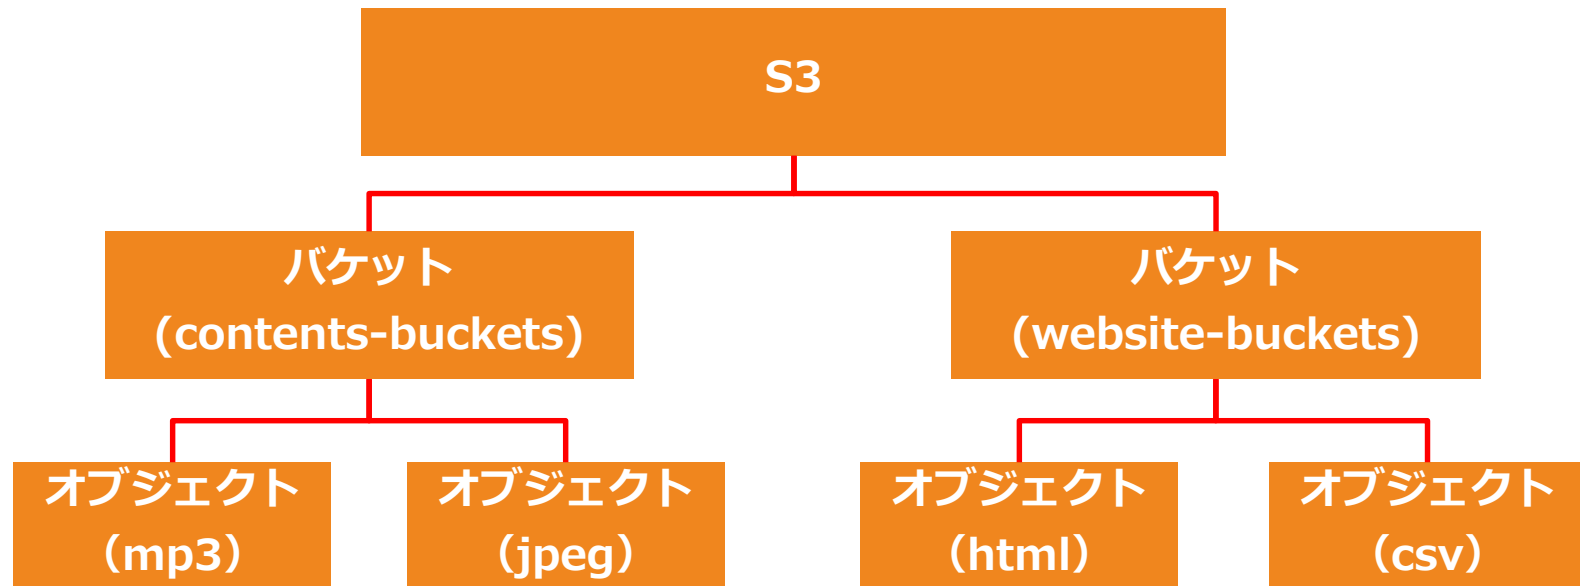 S3
バケット
(contents-buckets)
バケット
(website-buckets)
オブジェクト
（mp3）
オブジェクト
（jpeg）
オブジェクト
（html）
オブジェクト
（csv）